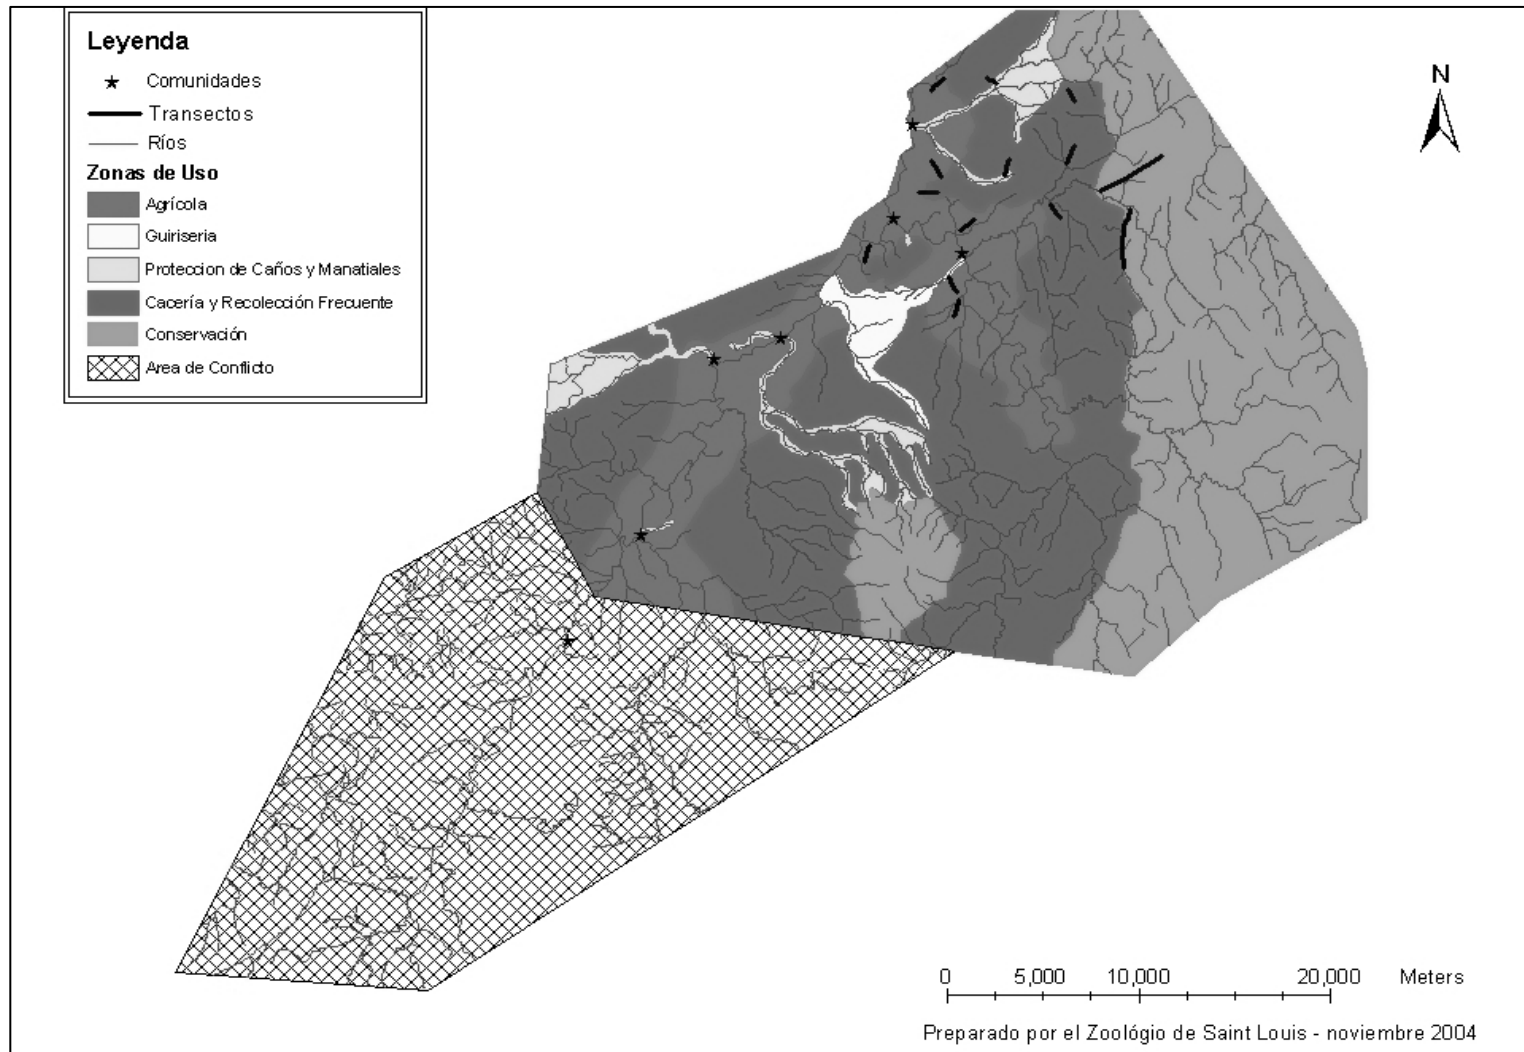 Leyenda
Comunidades
Transectos
Ríos
Zonas de Uso
Agrícola
Guiriseria
Proteccion de Caños y Manatiales
Cacería y Recolección Frecuente
Conservación
Area de Conflicto
N
0 5,000 10,000 20,000 Meters
Preparado por el Zoológio de Saint Louis - noviembre 2004